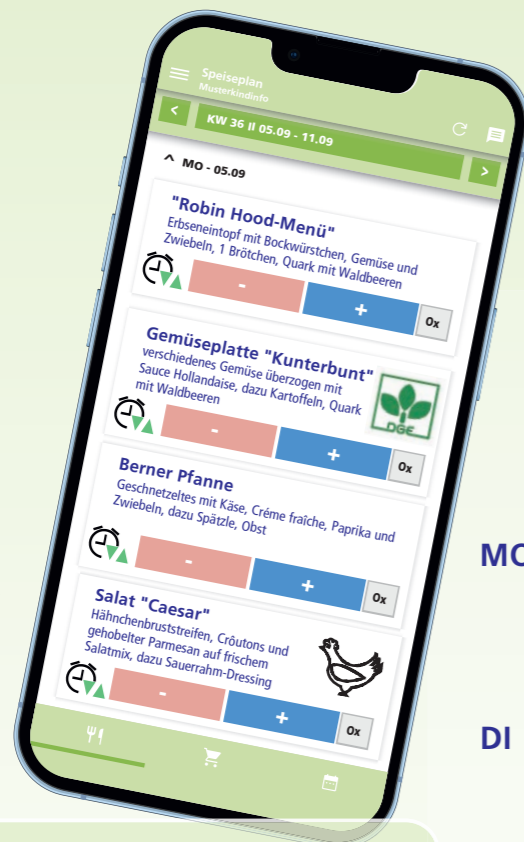 Speiseplan
Musterkindinfo
< KW 36 II 05.09 - 11.09 >
MO - 05.09
"Robin Hood-Menü"
Erbseneintopf mit Bockwürstchen, Gemüse und
Zwiebeln, 1 Brötchen, Quark mit Waldbeeren
- + 0x
Gemüseplatte "Kunterbunt"
verschiedenes Gemüse überzogen mit
Sauce Hollandaise, dazu Kartoffeln, Quark
mit Waldbeeren
DGE
- + 0x
Berner Pfanne
Geschnetzeltes mit Käse, Créme fraîche, Paprika und
Zwiebeln, dazu Spätzle, Obst
- + 0x
Salat "Caesar"
Hähnchenbruststreifen, Crôutons und
gehobelter Parmesan auf frischem
Salatmix, dazu Sauerrahm-Dressing
- + 0x
MO
DI